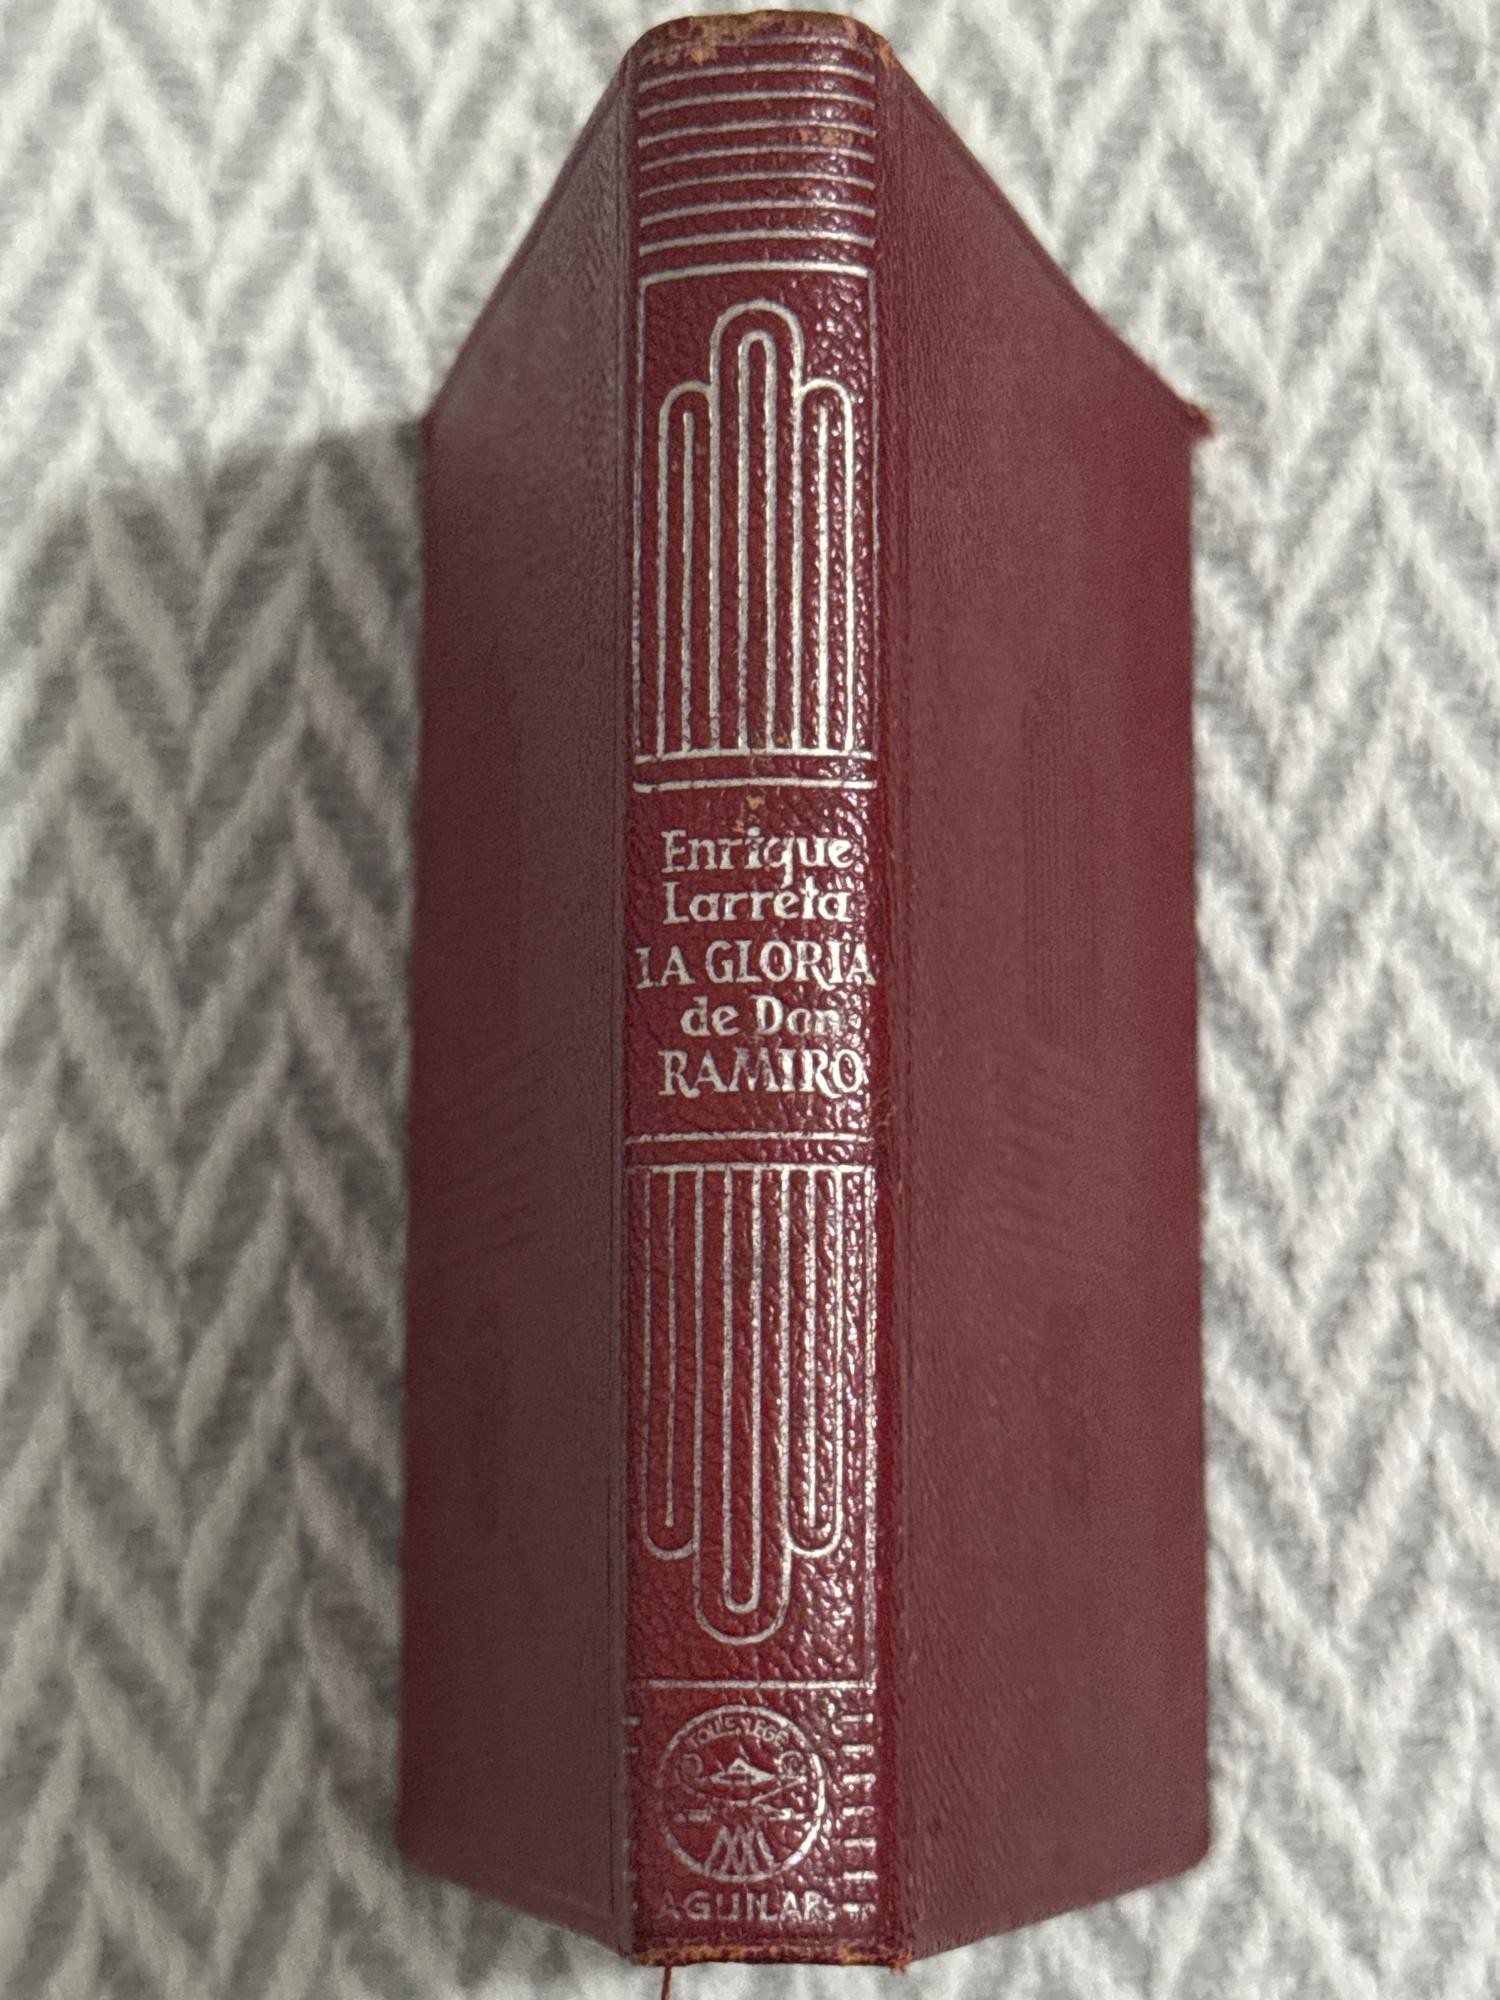 Enrique
Larreta
LA GLORIA
de Don
RAMIRO
TOLLE, LEGE
AGUILAR